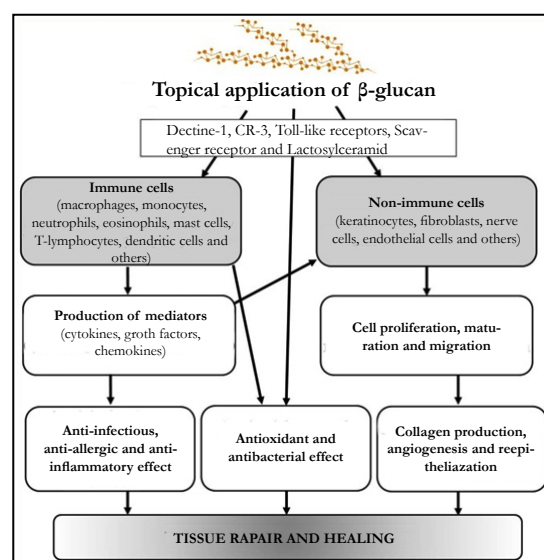 Topical application of β-glucan
Dectine-1, CR-3, Toll-like receptors, Scav-
enger receptor and Lactosylceramid
Immune cells
(macrophages, monocytes,
neutrophils, eosinophils, mast cells,
T-lymphocytes, dendritic cells and
others)
Non-immune cells
(keratinocytes, fibroblasts, nerve
cells, endothelial cells and others)
Production of mediators
(cytokines, groth factors,
chemokines)
Cell proliferation, matu-
ration and migration
Anti-infectious,
anti-allergic and anti-
inflammatory effect
Antioxidant and
antibacterial effect
Collagen production,
angiogenesis and reepi-
theliazation
TISSUE RAPAIR AND HEALING